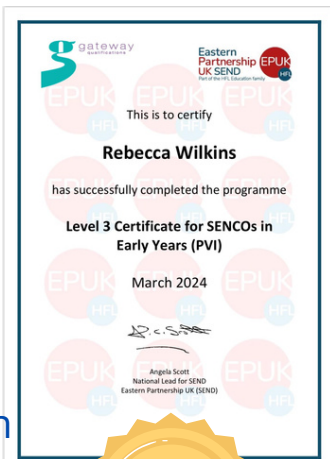 gateway
qualifications
Eastern
Partnership
UK SEND
EPUK
HFL
Part of the HFL Education family
This is to certify
Rebecca Wilkins
has successfully completed the programme
Level 3 Certificate for SENCOs in
Early Years (PVI)
March 2024
Angela Scott
National Lead for SEND
Eastern Partnership UK (SEND)